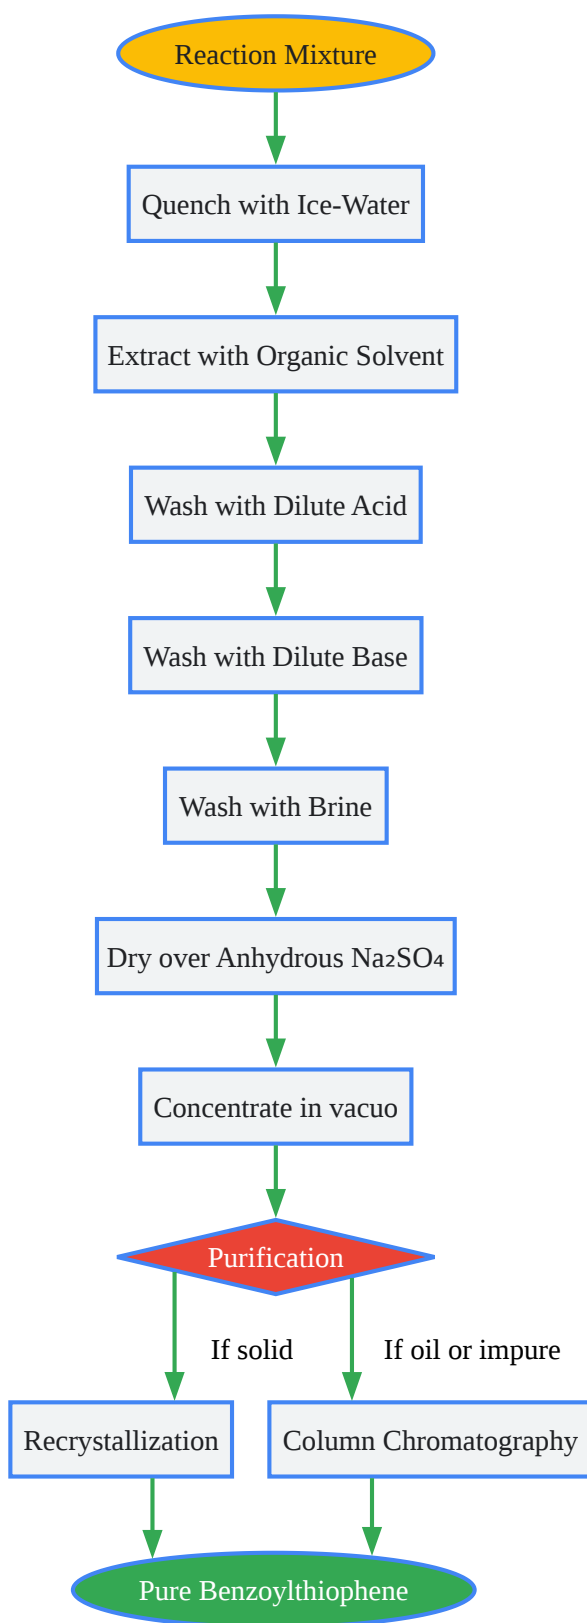 Reaction Mixture
Quench with Ice-Water
Extract with Organic Solvent
Wash with Dilute Acid
Wash with Dilute Base
Wash with Brine
Dry over Anhydrous Na₂SO₄
Concentrate in vacuo
Purification
If solid
If oil or impure
Recrystallization
Column Chromatography
Pure Benzoylthiophene